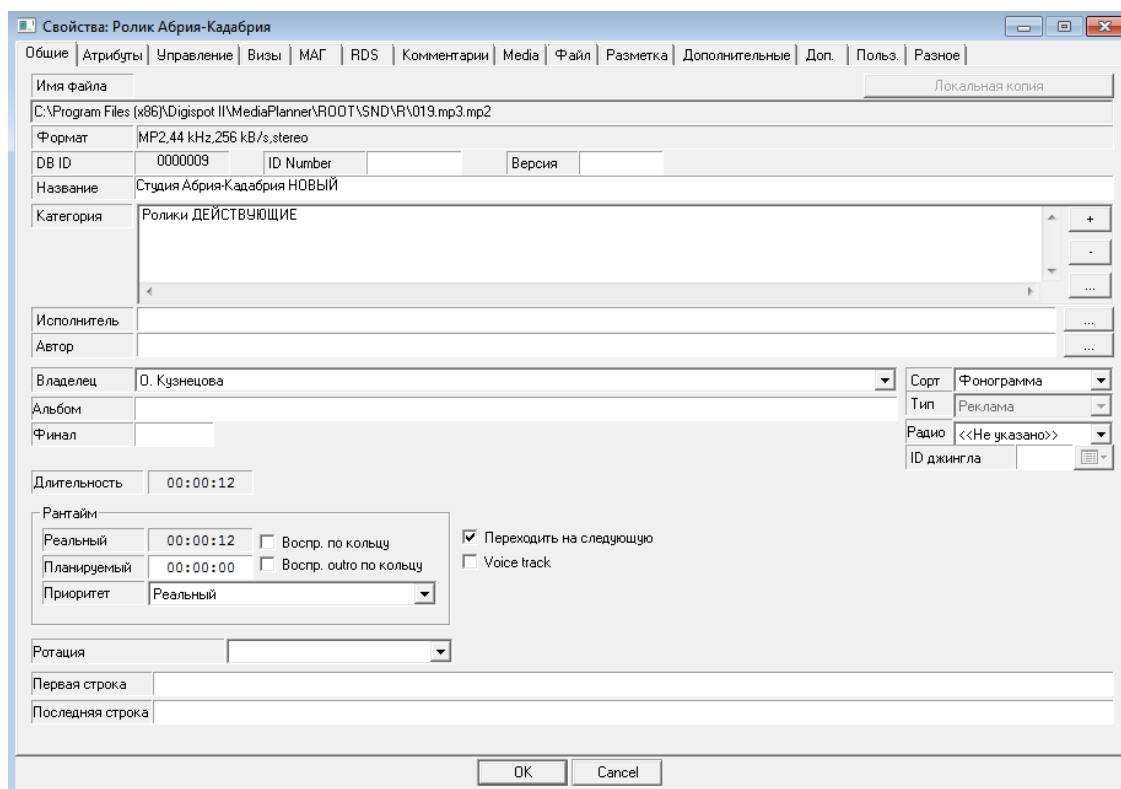 Свойства: Ролик Абрия-Кадабрия
Общие Атрибуты Управление Визы МАГ RDS Комментарии Media Файл Разметка Дополнительные Доп. Польз. Разное
Имя файла Локальная копия
C:\Program Files (x86)\Digispot II\MediaPlanner\ROOT\SND\R\019.mp3.mp2
Формат MP2,44 kHz,256 kB/s,stereo
DB ID 0000009 ID Number Версия
Название Студия Абрия-Кадабрия НОВЫЙ
Категория Ролики ДЕЙСТВУЮЩИЕ +
-
...
Исполнитель ...
Автор ...
Владелец О. Кузнецова Сорт Фонограмма
Альбом Тип Реклама
Финал Радио <<Не указано>>
ID джингла
Длительность 00:00:12
Рантайм
Реальный 00:00:12 Воспр. по кольцу Переходить на следующую
Планируемый 00:00:00 Воспр. outro по кольцу Voice track
Приоритет Реальный
Ротация
Первая строка
Последняя строка
OK Cancel